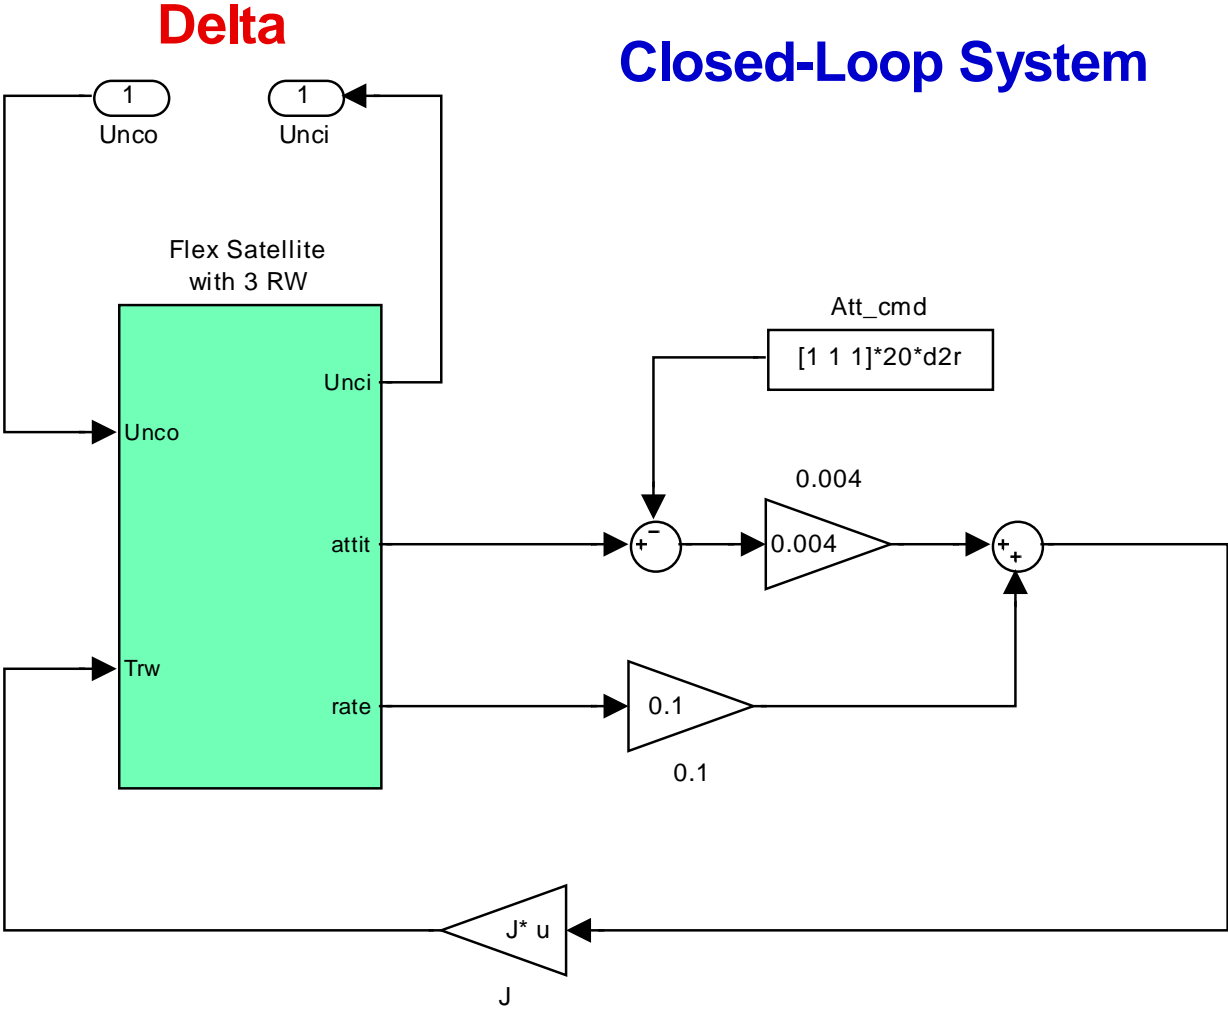 Delta
Closed-Loop System
1
1
Unco
Unci
Flex Satellite
with 3 RW
Att_cmd
[1 1 1]*20*d2r
Unci
Unco
0.004
−
attit
+
0.004
+
+
Trw
rate
0.1
0.1
J* u
J